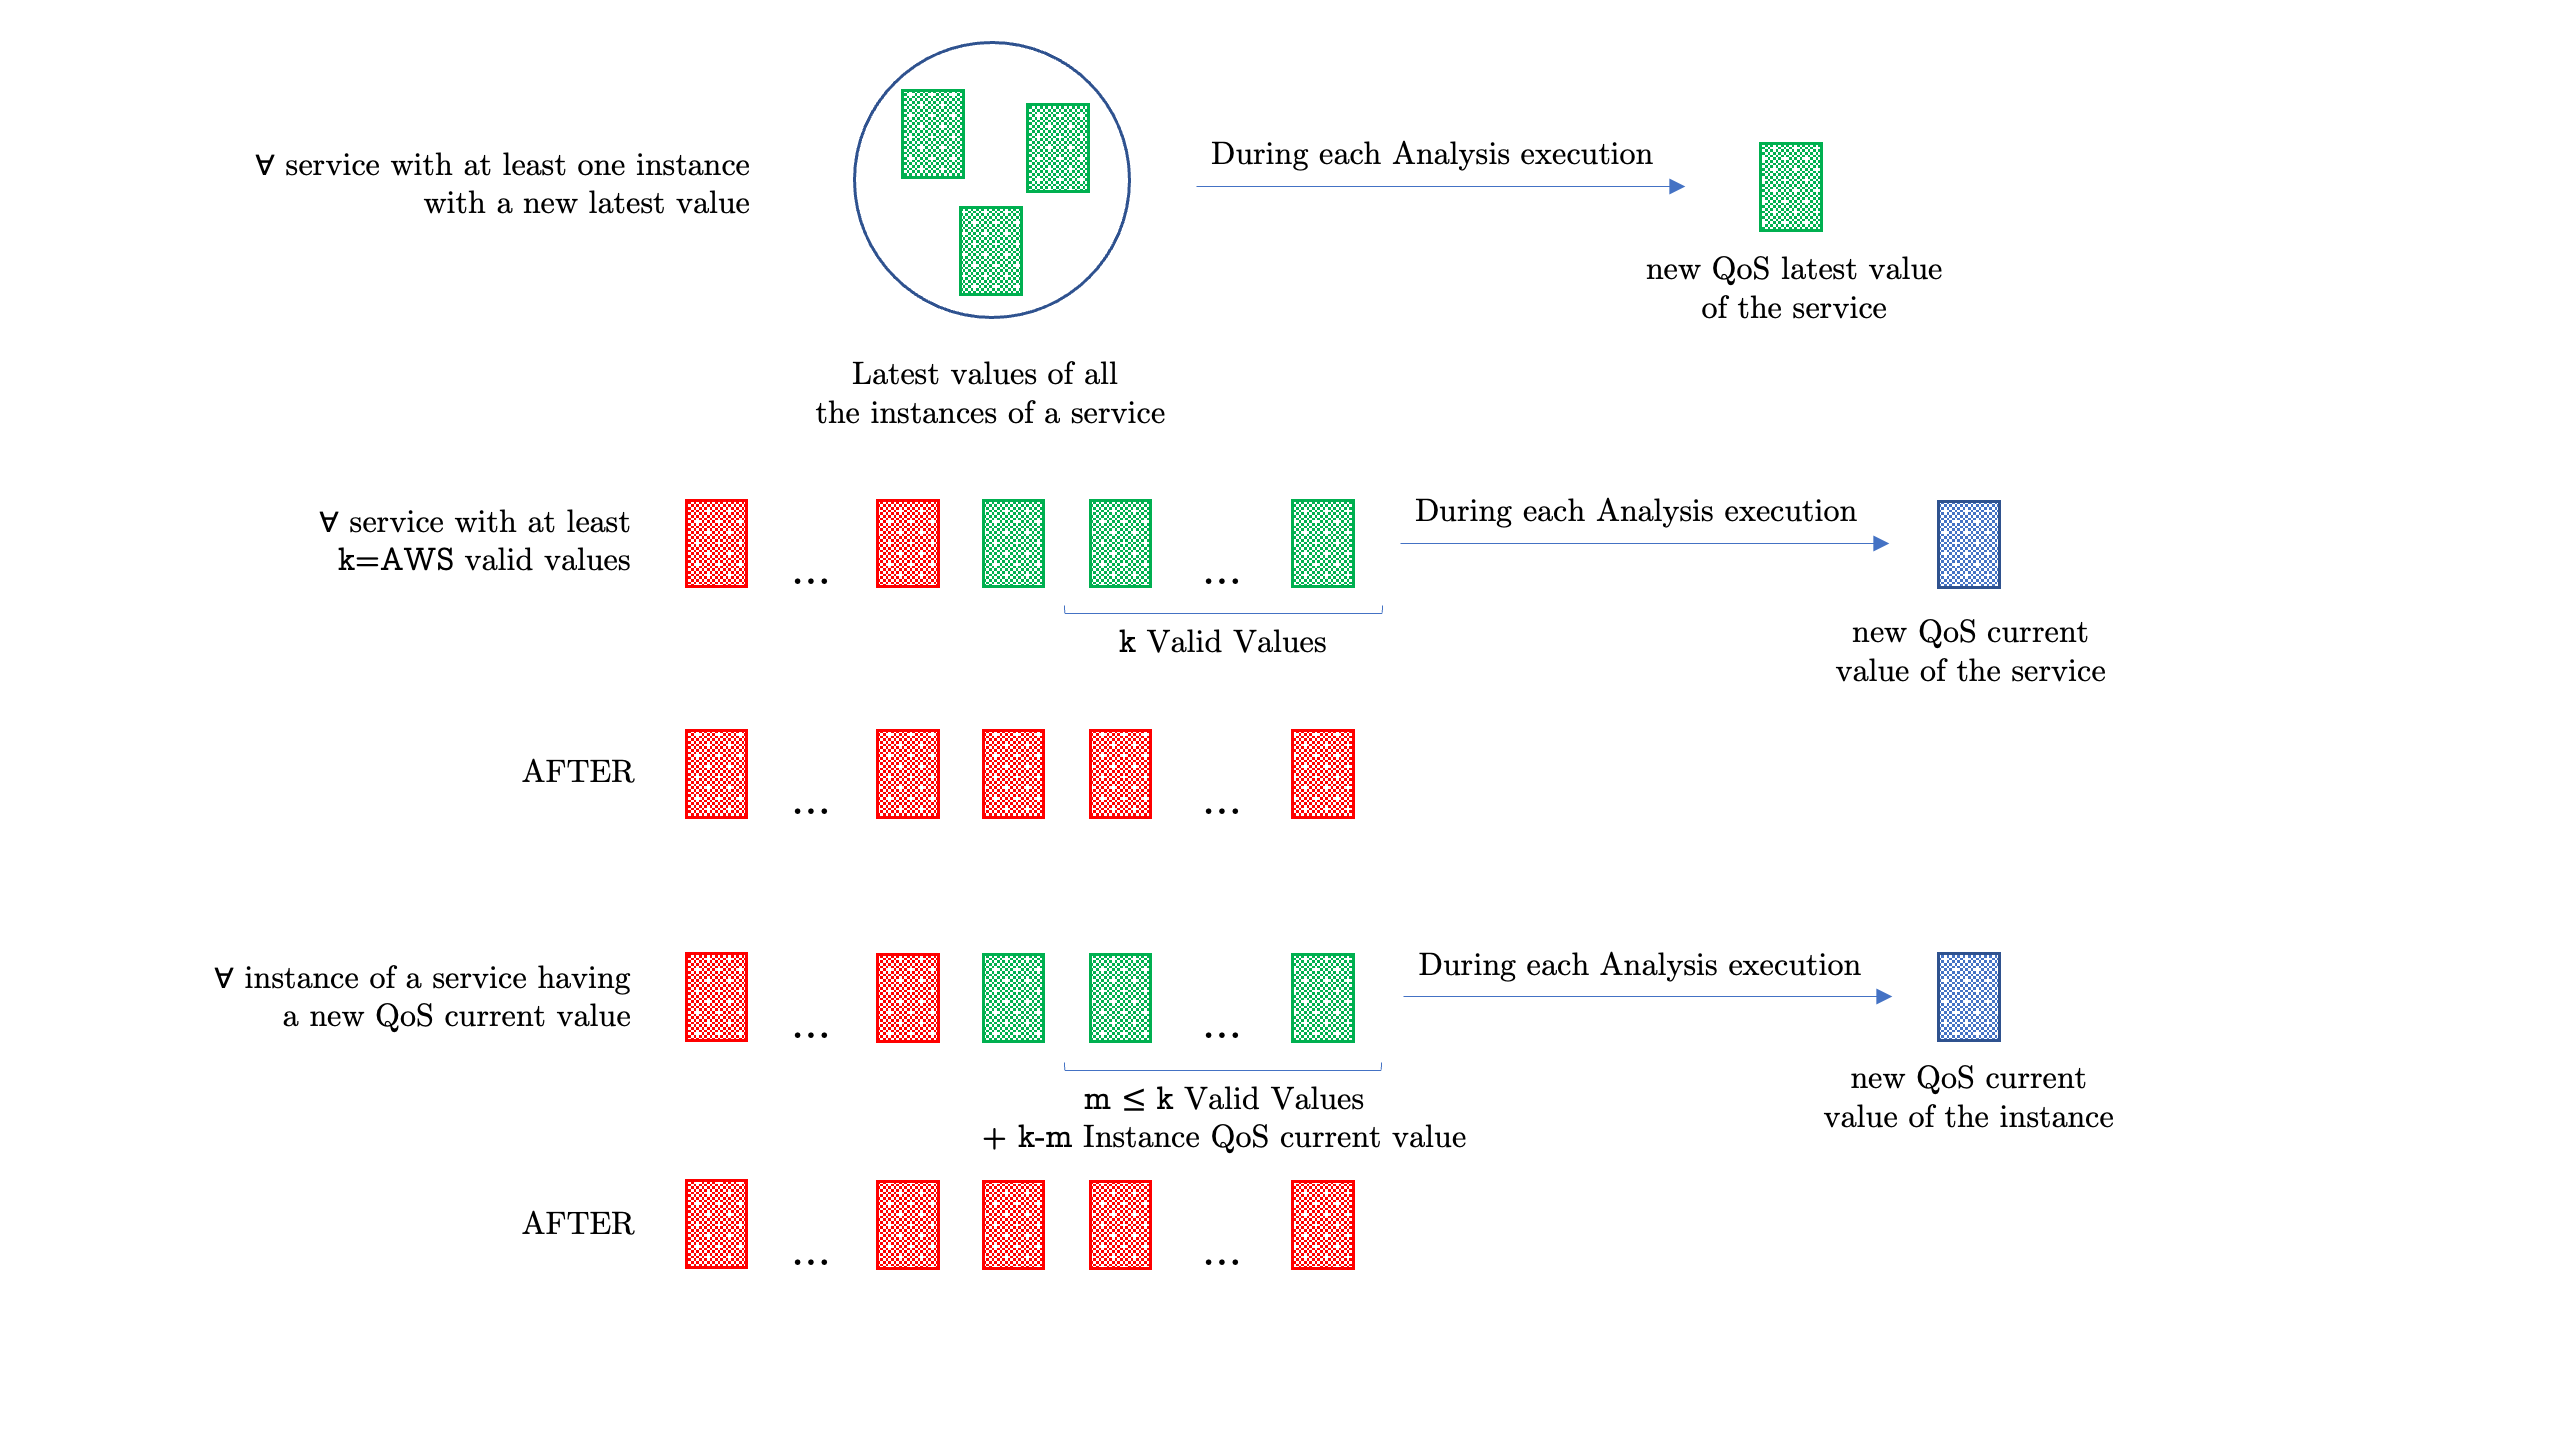 ∀ service with at least one instance
with a new latest value
During each Analysis execution
new QoS latest value
of the service
Latest values of all
the instances of a service
∀ service with at least
k=AWS valid values
...
...
During each Analysis execution
k Valid Values
new QoS current
value of the service
AFTER
...
...
∀ instance of a service having
a new QoS current value
...
...
During each Analysis execution
m ≤ k Valid Values
+ k-m Instance QoS current value
new QoS current
value of the instance
AFTER
...
...